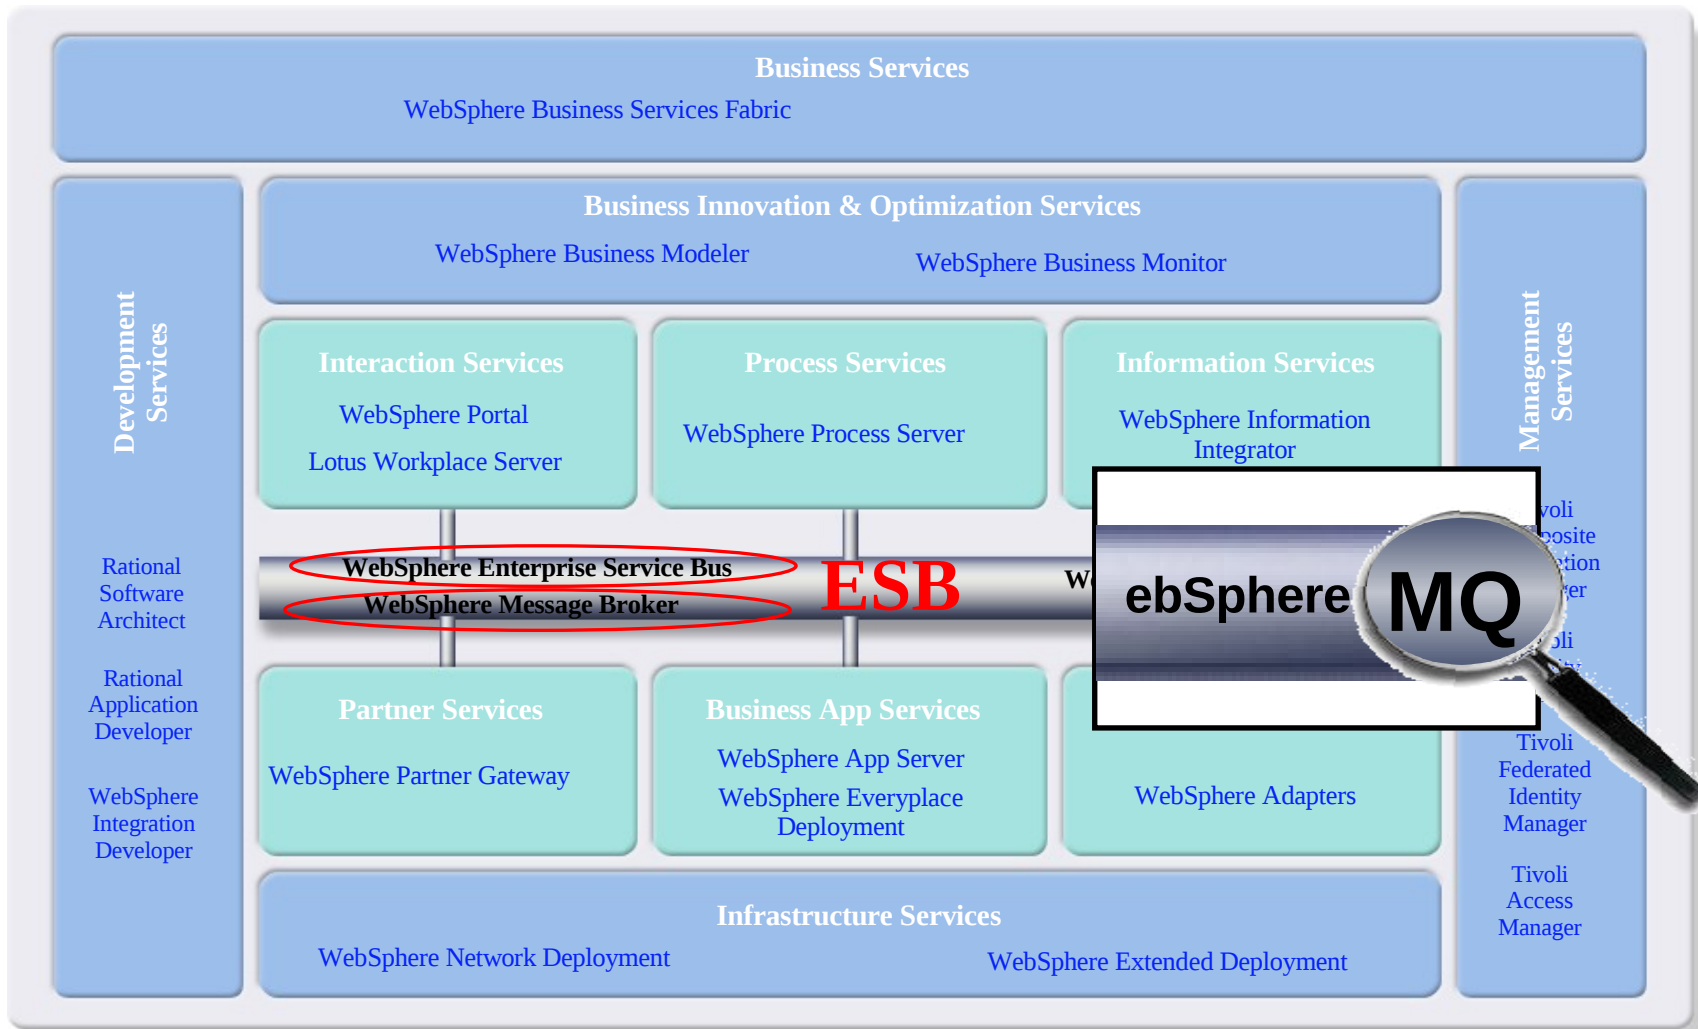 Business Services
WebSphere Business Services Fabric
Business Innovation & Optimization Services
WebSphere Business Modeler
WebSphere Business Monitor
Development
Services
Rational
Software
Architect
Rational
Application
Developer
WebSphere
Integration
Developer
Interaction Services
WebSphere Portal
Lotus Workplace Server
Process Services
WebSphere Process Server
Information Services
WebSphere Information
Integrator
WebSphere Enterprise Service Bus
WebSphere Message Broker
ESB
ebSphere
MQ
Partner Services
WebSphere Partner Gateway
Business App Services
WebSphere App Server
WebSphere Everyplace
Deployment
WebSphere Adapters
Management
Services
Tivoli
Federated
Identity
Manager
Tivoli
Access
Manager
Infrastructure Services
WebSphere Network Deployment
WebSphere Extended Deployment